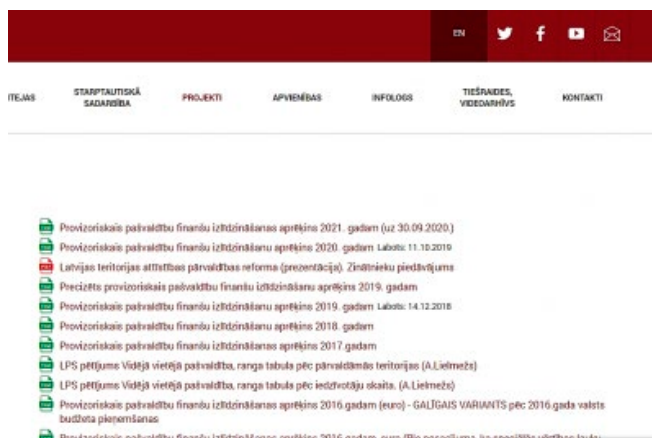 EN
ITEJAS
STARPTAUTISKĀ
SADARBĪBA
PROJEKTI
APVIENĪBAS
INFOLOGS
TIEŠRAIDES,
VIDEOARHĪVS
KONTAKTI
Provizoriskais pašvaldību finanšu izlīdzināšanas aprēķins 2021. gadam (uz 30.09.2020.)
Provizoriskais pašvaldību finanšu izlīdzināšanu aprēķins 2020. gadam Labots: 11.10.2019
Latvijas teritorijas attīstības pārvaldības reforma (prezentācija). Zinātnieku piedāvājums
Precizēts provizoriskais pašvaldību finanšu izlīdzināšanu aprēķins 2019. gadam
Provizoriskais pašvaldību finanšu izlīdzināšanu aprēķins 2019. gadam Labots: 14.12.2018
Provizoriskais pašvaldību finanšu izlīdzināšanu aprēķins 2018. gadam
Provizoriskais pašvaldību finanšu izlīdzināšanas aprēķins 2017.gadam
LPS pētījums Vidējā vietējā pašvaldība, ranga tabula pēc pārvaldāmās teritorijas (A.Lielmežs)
LPS pētījums Vidējā vietējā pašvaldība, ranga tabula pēc iedzīvotāju skaita. (A.Lielmežs)
Provizoriskais pašvaldību finanšu izlīdzināšanas aprēķins 2016.gadam (euro) - GALĪGAIS VARIANTS pēc 2016.gada valsts
budžeta pieņemšanas